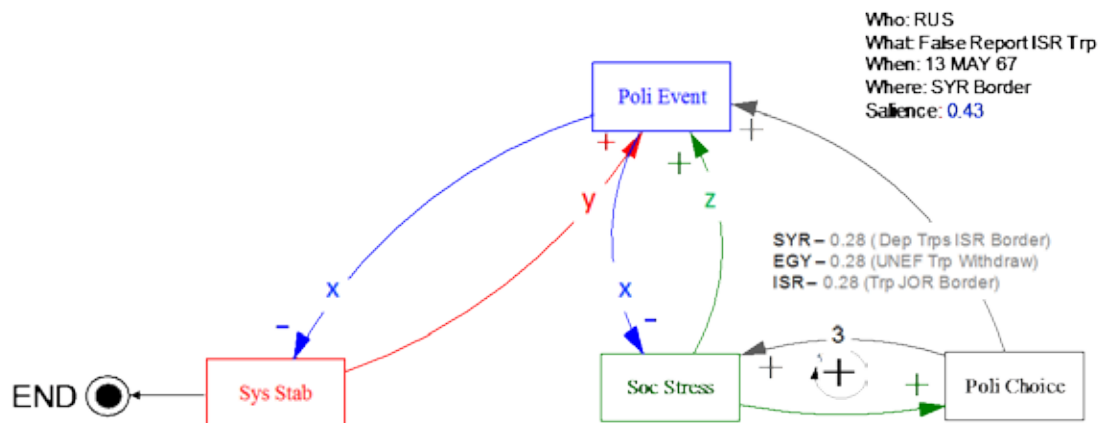 Who: RUS
What: False Report ISR Trp
When: 13 MAY 67
Where: SYR Border
Salience: 0.43
Poli Event
+
+
+
y
z
SYR – 0.28 (Dep Trps ISR Border)
EGY – 0.28 (UNEF Trp Withdraw)
ISR – 0.28 (Trp JOR Border)
x
x
-
-
3
+
+
+
END
Sys Stab
Soc Stress
Poli Choice